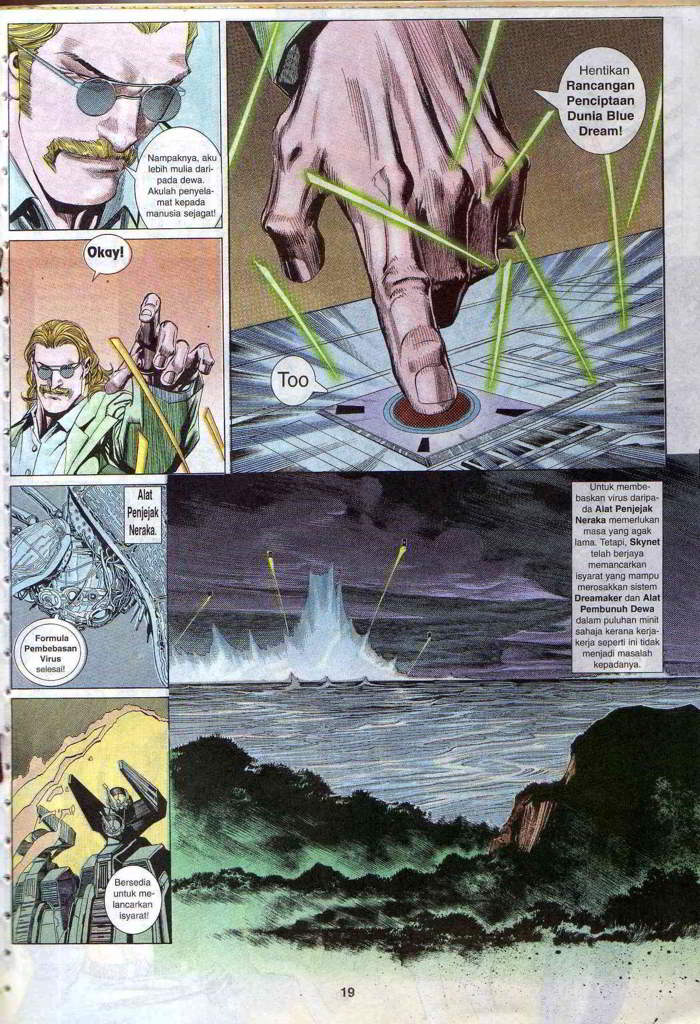 Nampaknya, aku
lebih mulia dari-
pada dewa.
Akulah penyela-
mat kepada
manusia sejagat!
Hentikan
Rancangan
Penciptaan
Dunia Blue
Dream!
Okay!
Too
Alat
Penjejak
Neraka.
Formula
Pembebasan
Virus
selesai!
Untuk membe-
baskan virus daripa-
da Alat Penjejak
Neraka memerlukan
masa yang agak
lama. Tetapi, Skynet
telah berjaya
memancarkan
isyarat yang mampu
merosakkan sistem
Dreamaker dan Alat
Pembunuh Dewa
dalam puluhan minit
sahaja kerana kerja-
kerja seperti ini tidak
menjadi masalah
kepadanya.
Bersedia
untuk me-
lancarkan
isyarat!
19